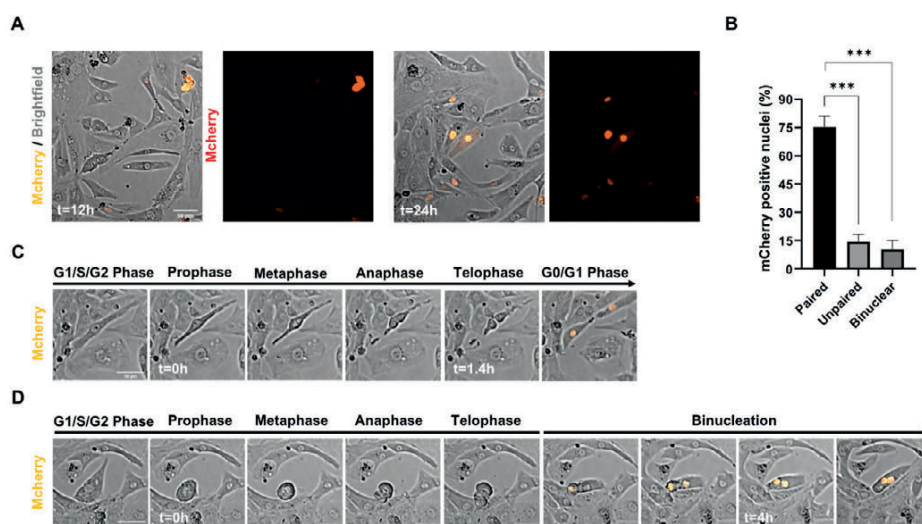 A
Mcherry / Brightfield
t=12h
Mcherry
t=24h
B
mCherry positive nuclei (%)
90
75
60
45
30
15
0
***
***
Paired
Unpaired
Binuclear
C
G1/S/G2 Phase Prophase Metaphase Anaphase Telophase G0/G1 Phase
Mcherry
t=0h
t=1.4h
D
G1/S/G2 Phase Prophase Metaphase Anaphase Telophase Binucleation
Mcherry
t=0h
t=4h